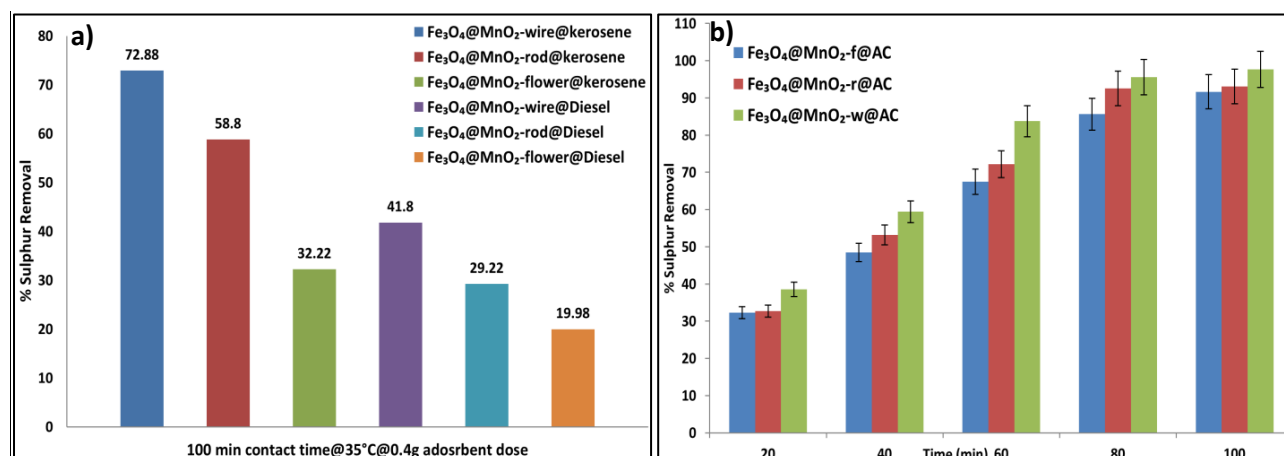 a)
Fe₃O₄@MnO₂-wire@kerosene
Fe₃O₄@MnO₂-rod@kerosene
Fe₃O₄@MnO₂-flower@kerosene
Fe₃O₄@MnO₂-wire@Diesel
Fe₃O₄@MnO₂-rod@Diesel
Fe₃O₄@MnO₂-flower@Diesel
% Sulphur Removal
80
70
60
50
40
30
20
10
0
72.88
58.8
32.22
41.8
29.22
19.98
100 min contact time@35°C@0.4g adosrbent dose
b)
Fe₃O₄@MnO₂-f@AC
Fe₃O₄@MnO₂-r@AC
Fe₃O₄@MnO₂-w@AC
% Sulphur Removal
110
100
90
80
70
60
50
40
30
20
10
0
20 40 Time (min) 60 80 100